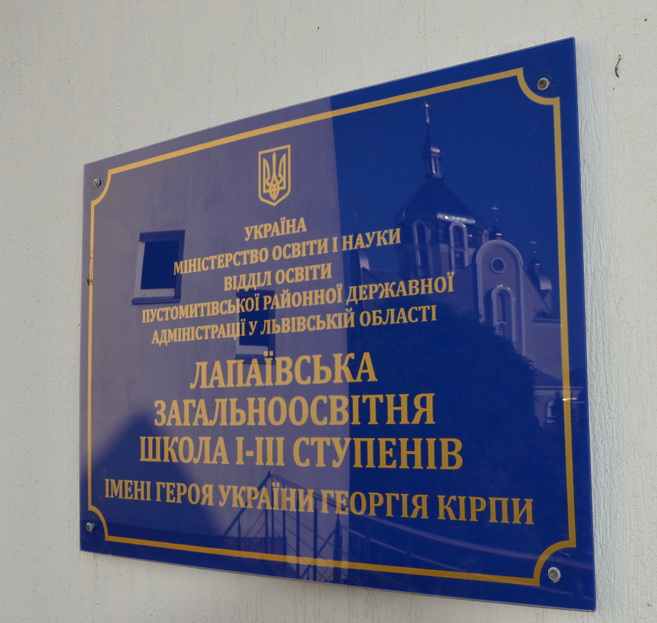 УКРАЇНА
МІНІСТЕРСТВО ОСВІТИ І НАУКИ
ВІДДІЛ ОСВІТИ
ПУСТОМИТІВСЬКОЇ РАЙОННОЇ ДЕРЖАВНОЇ
АДМІНІСТРАЦІЇ У ЛЬВІВСЬКІЙ ОБЛАСТІ
ЛАПАЇВСЬКА
ЗАГАЛЬНООСВІТНЯ
ШКОЛА І-ІІІ СТУПЕНІВ
ІМЕНІ ГЕРОЯ УКРАЇНИ ГЕОРГІЯ КІРПИ